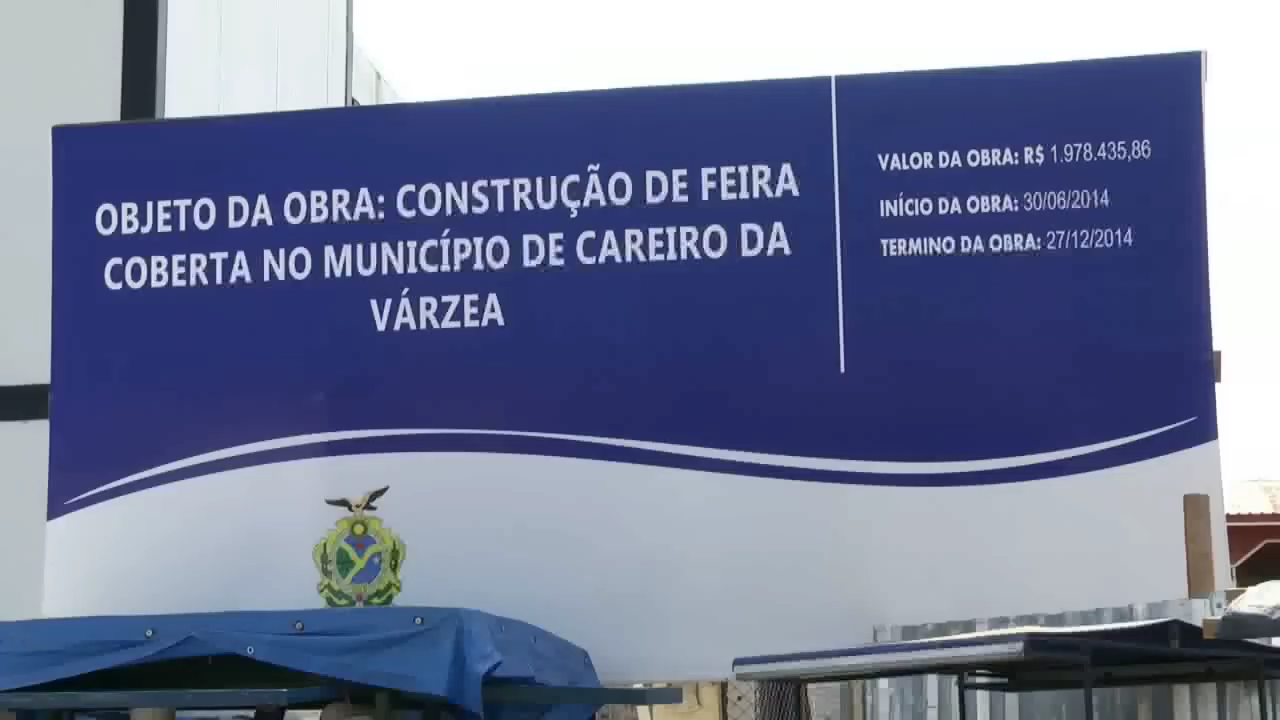 OBJETO DA OBRA: CONSTRUÇÃO DE FEIRA
COBERTA NO MUNICÍPIO DE CAREIRO DA
VÁRZEA
VALOR DA OBRA: R$ 1.978.435,86
INÍCIO DA OBRA: 30/06/2014
TERMINO DA OBRA: 27/12/2014